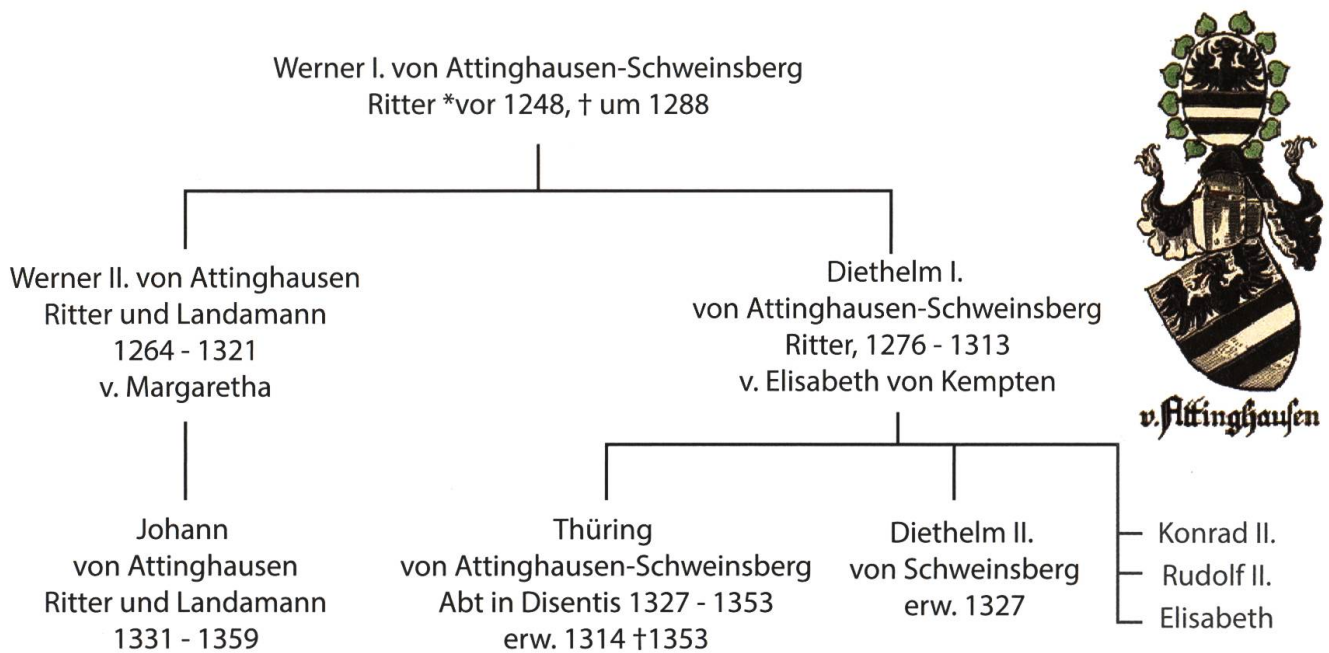 Werner I. von Attinghausen-Schweinsberg
Ritter *vor 1248, † um 1288
Werner II. von Attinghausen
Ritter und Landamann
1264 - 1321
v. Margaretha
Diethelm I.
von Attinghausen-Schweinsberg
Ritter, 1276 - 1313
v. Elisabeth von Kempten
v. Attinghausen
Johann
von Attinghausen
Ritter und Landamann
1331 - 1359
Thüring
von Attinghausen-Schweinsberg
Abt in Disentis 1327 - 1353
erw. 1314 †1353
Diethelm II.
von Schweinsberg
erw. 1327
Konrad II.
Rudolf II.
Elisabeth